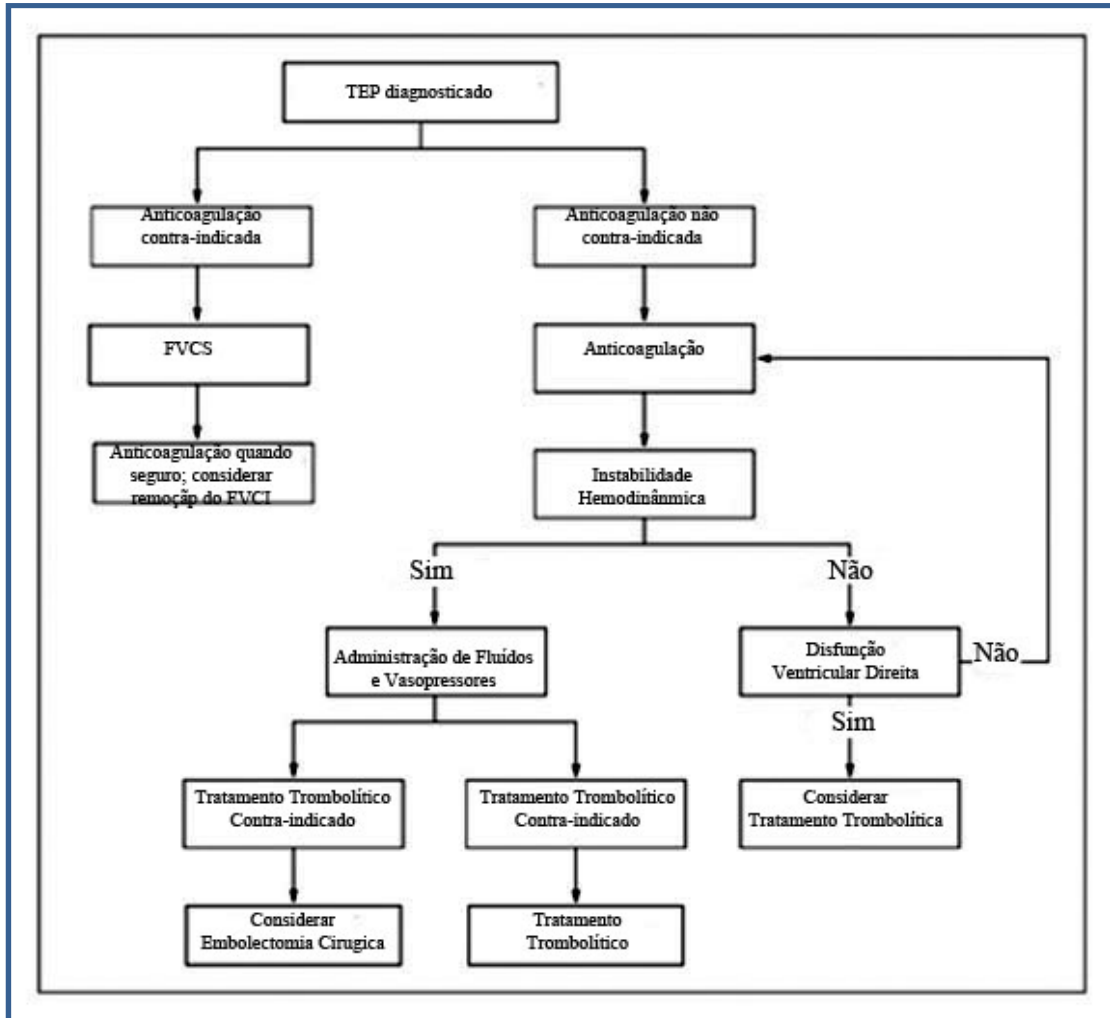 TEP diagnosticado
Anticoagulação
contra-indicada
Anticoagulação não
contra-indicada
FVCS
Anticoagulação
Anticoagulação quando
seguro; considerar
remoçãp do FVCI
Instabilidade
Hemodinânmica
Sim
Não
Administração de Fluídos
e Vasopressores
Disfunção
Ventricular Direita
Não
Sim
Tratamento Trombolítico
Contra-indicado
Tratamento Trombolítico
Contra-indicado
Considerar
Tratamento Trombolítica
Considerar
Embolectomia Cirugica
Tratamento
Trombolítico